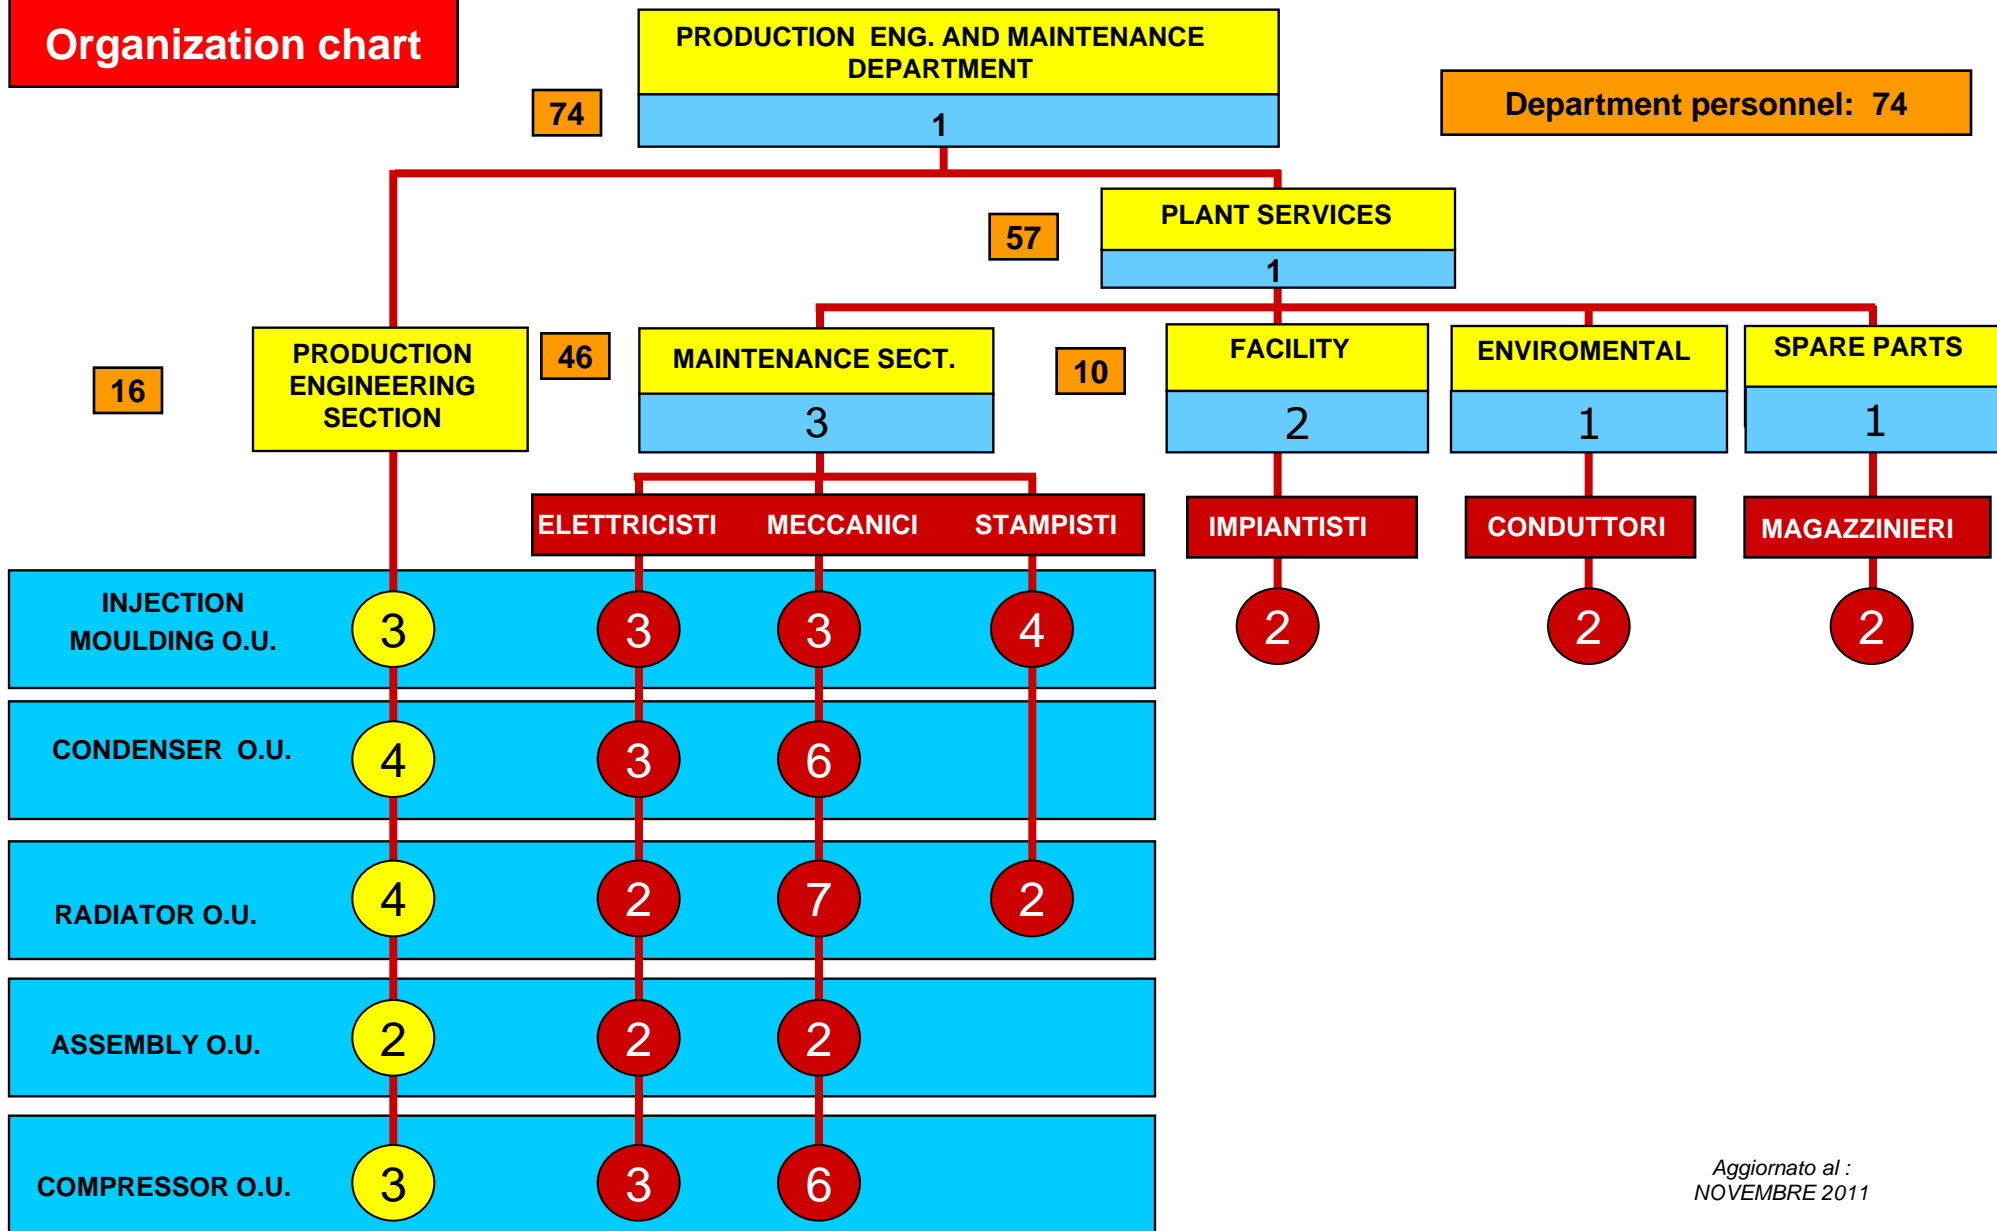 Organization chart
PRODUCTION ENG. AND MAINTENANCE
DEPARTMENT
1
74
Department personnel: 74
PLANT SERVICES
1
57
PRODUCTION
ENGINEERING
SECTION
16
46
MAINTENANCE SECT.
3
10
FACILITY
2
ENVIROMENTAL
1
SPARE PARTS
1
ELETTRICISTI MECCANICI STAMPISTI
IMPIANTISTI
CONDUTTORI
MAGAZZINIERI
INJECTION
MOULDING O.U.
3 3 3 4 2 2 2
CONDENSER O.U.
4 3 6
RADIATOR O.U.
4 2 7 2
ASSEMBLY O.U.
2 2 2
COMPRESSOR O.U.
3 3 6
Aggiornato al :
NOVEMBRE 2011